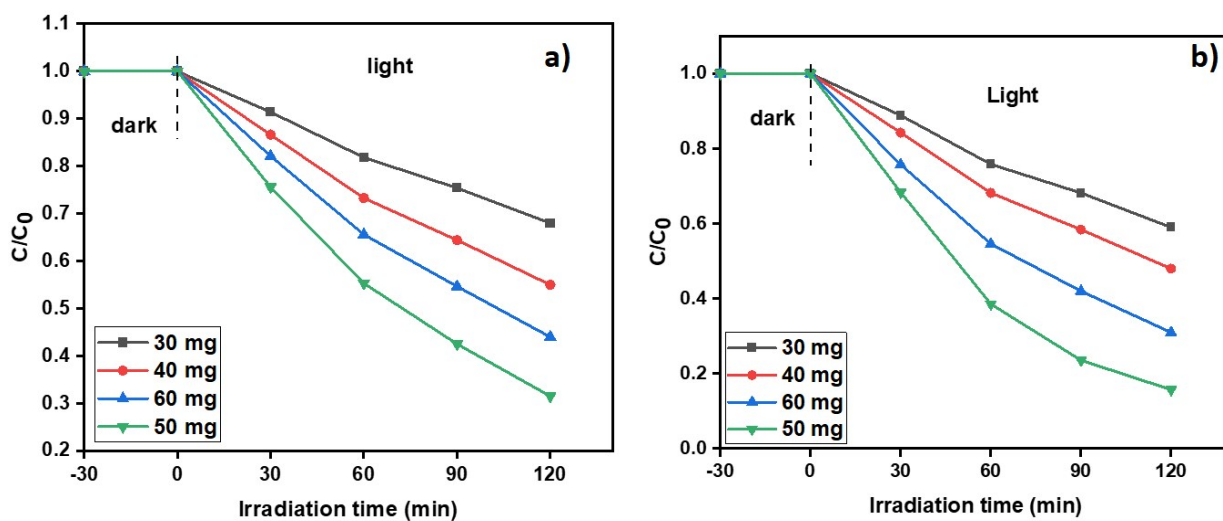 a)
1.1
1.0
0.9
0.8
0.7
0.6
0.5
0.4
0.3
0.2
C/C0
light
dark
30 mg
40 mg
60 mg
50 mg
-30 0 30 60 90 120
Irradiation time (min)
b)
1.0
0.8
0.6
0.4
0.2
0.0
C/C0
Light
dark
30 mg
40 mg
60 mg
50 mg
-30 0 30 60 90 120
Irradiation time (min)